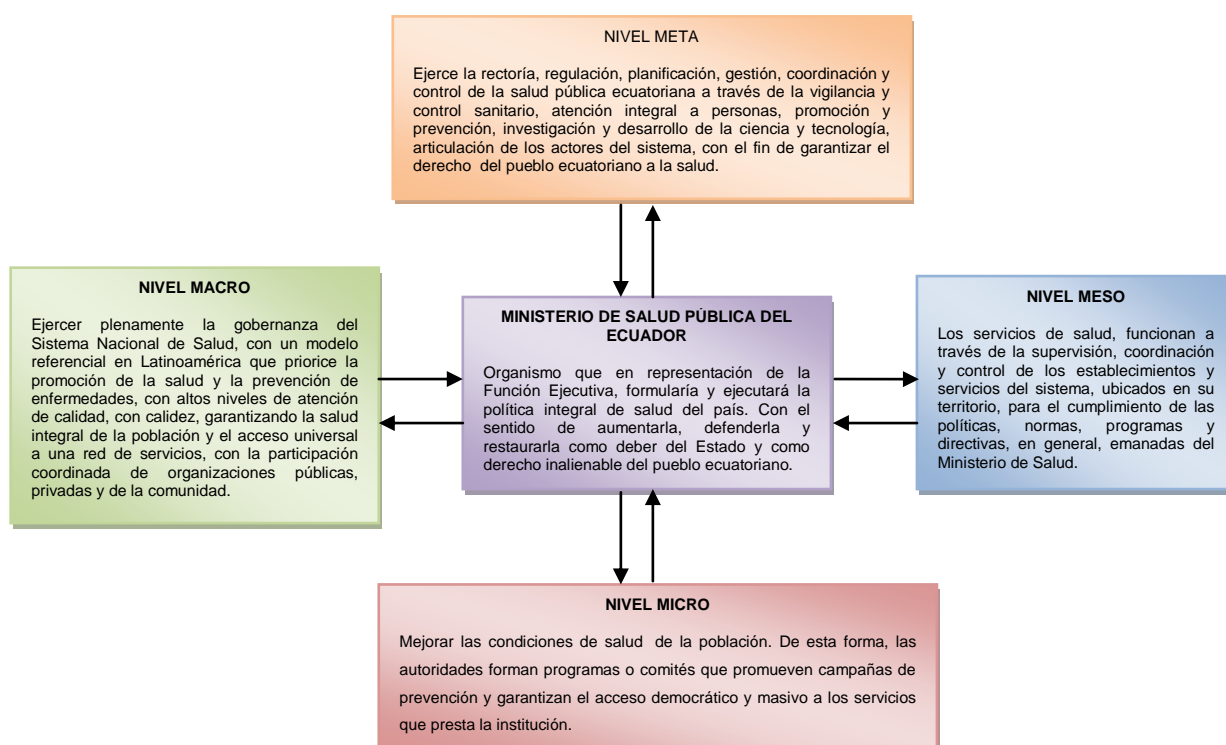 NIVEL META
Ejerce la rectoría, regulación, planificación, gestión, coordinación y
control de la salud pública ecuatoriana a través de la vigilancia y
control sanitario, atención integral a personas, promoción y
prevención, investigación y desarrollo de la ciencia y tecnología,
articulación de los actores del sistema, con el fin de garantizar el
derecho del pueblo ecuatoriano a la salud.
NIVEL MACRO
Ejercer plenamente la gobernanza del
Sistema Nacional de Salud, con un modelo
referencial en Latinoamérica que priorice la
promoción de la salud y la prevención de
enfermedades, con altos niveles de atención
de calidad, con calidez, garantizando la salud
integral de la población y el acceso universal
a una red de servicios, con la participación
coordinada de organizaciones públicas,
privadas y de la comunidad.
MINISTERIO DE SALUD PÚBLICA DEL
ECUADOR
Organismo que en representación de la
Función Ejecutiva, formularía y ejecutará la
política integral de salud del país. Con el
sentido de aumentarla, defenderla y
restaurarla como deber del Estado y como
derecho inalienable del pueblo ecuatoriano.
NIVEL MESO
Los servicios de salud, funcionan a
través de la supervisión, coordinación
y control de los establecimientos y
servicios del sistema, ubicados en su
territorio, para el cumplimiento de las
políticas, normas, programas y
directivas, en general, emanadas del
Ministerio de Salud.
NIVEL MICRO
Mejorar las condiciones de salud de la población. De esta forma, las
autoridades forman programas o comités que promueven campañas de
prevención y garantizan el acceso democrático y masivo a los servicios
que presta la institución.